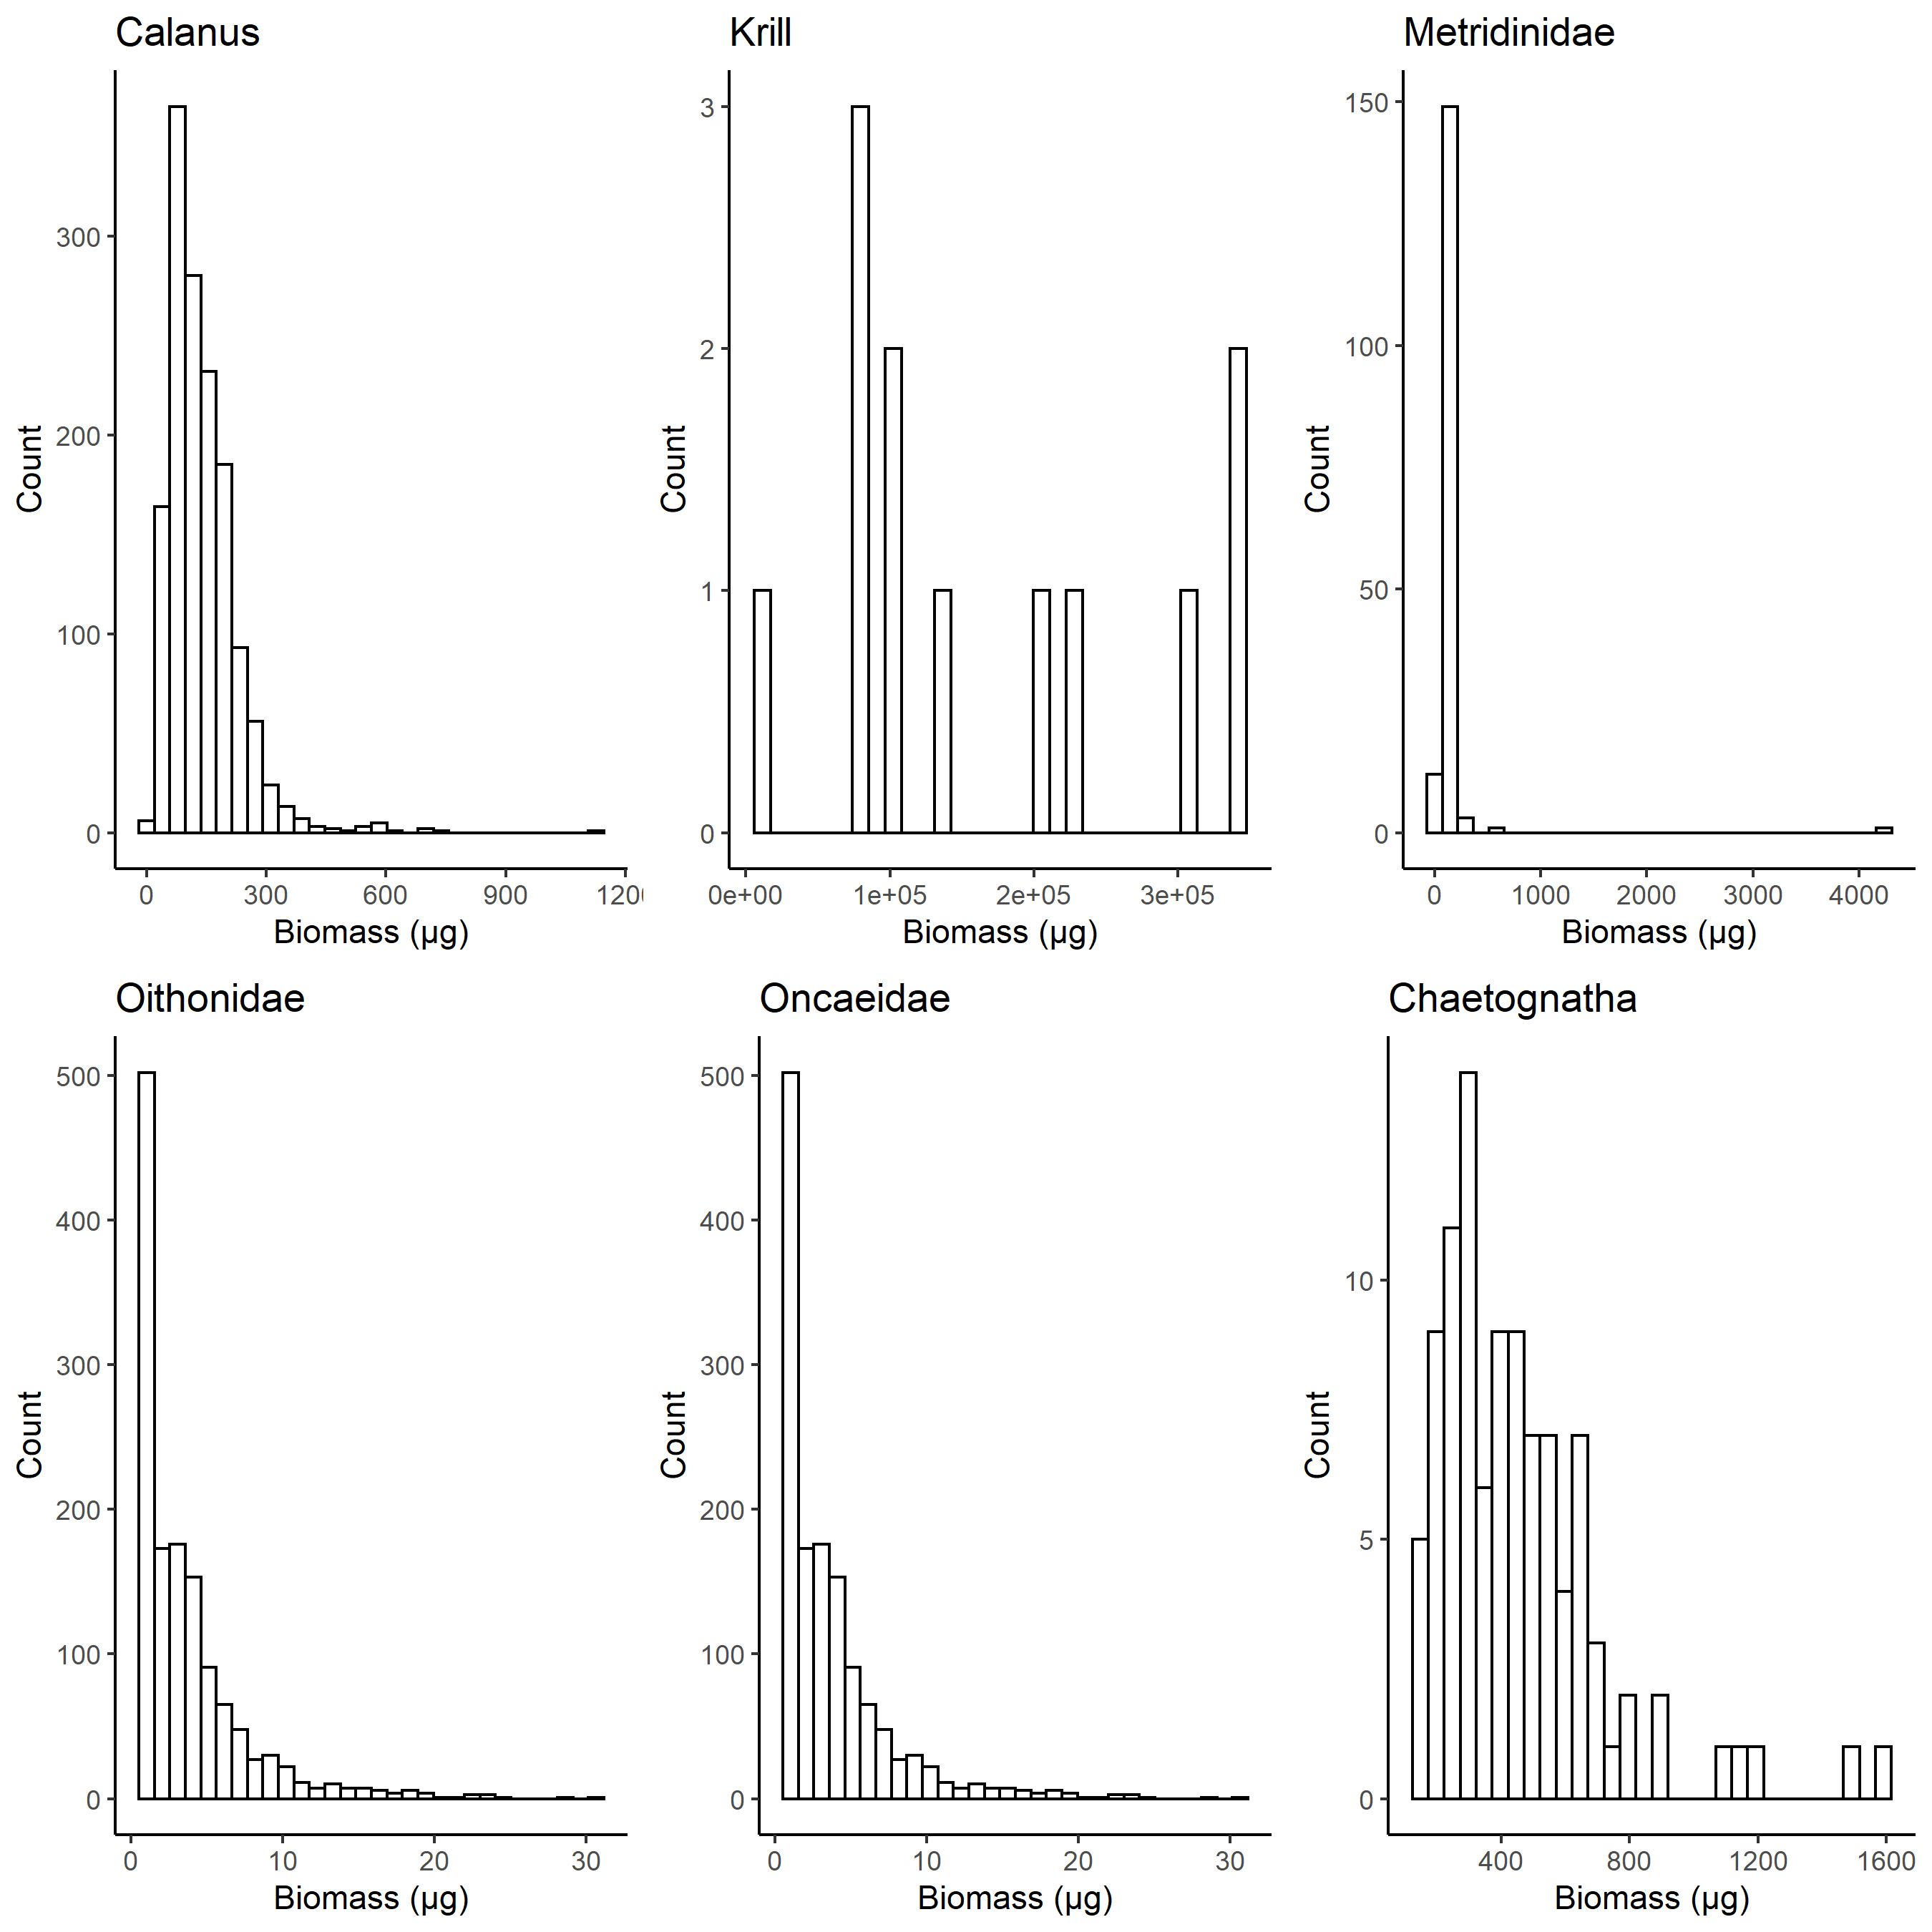 Calanus
Krill
Metridinidae
Count
300
200
100
0
0 300 600 900 120
Biomass (µg)
Count
3
2
1
0
0e+00 1e+05 2e+05 3e+05
Biomass (µg)
Count
150
100
50
0
0 1000 2000 3000 4000
Biomass (µg)
Oithonidae
Oncaeidae
Chaetognatha
Count
500
400
300
200
100
0
0 10 20 30
Biomass (µg)
Count
500
400
300
200
100
0
0 10 20 30
Biomass (µg)
Count
10
5
0
400 800 1200 1600
Biomass (µg)